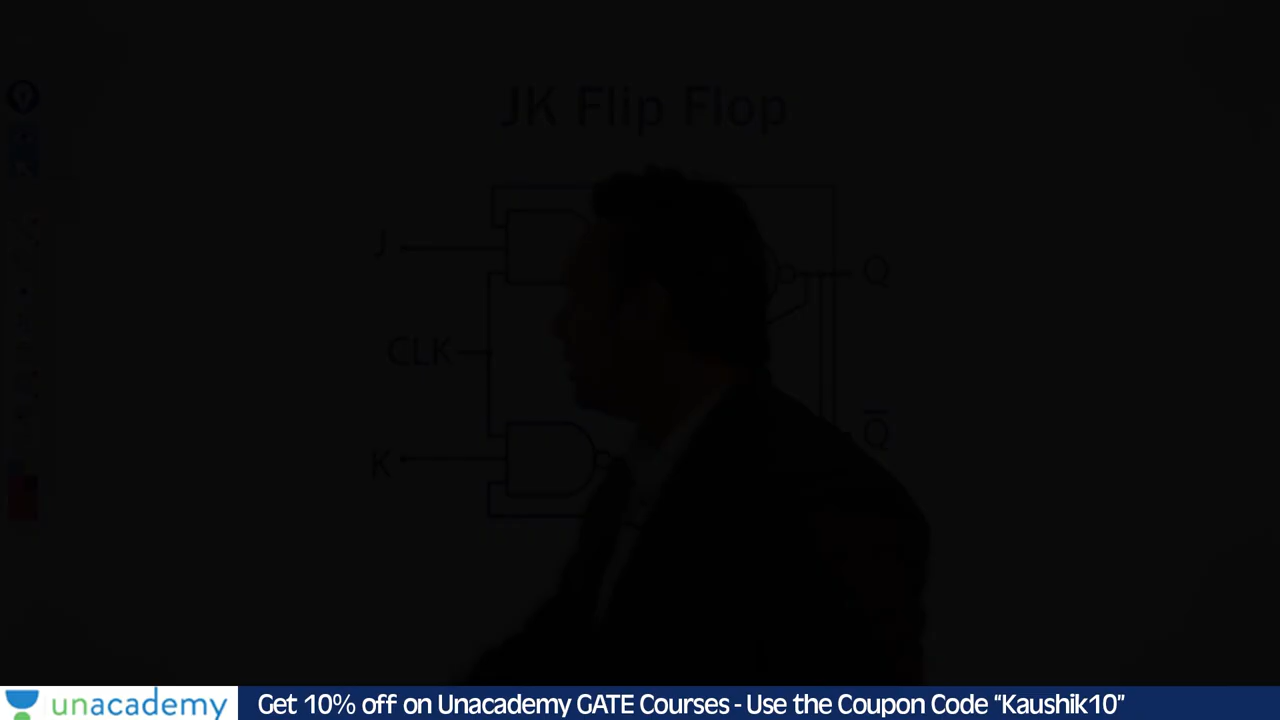 JK Flip Flop
J
Q
CLK
Q̅
K
unacademy Get 10% off on Unacademy GATE Courses - Use the Coupon Code “Kaushik10”